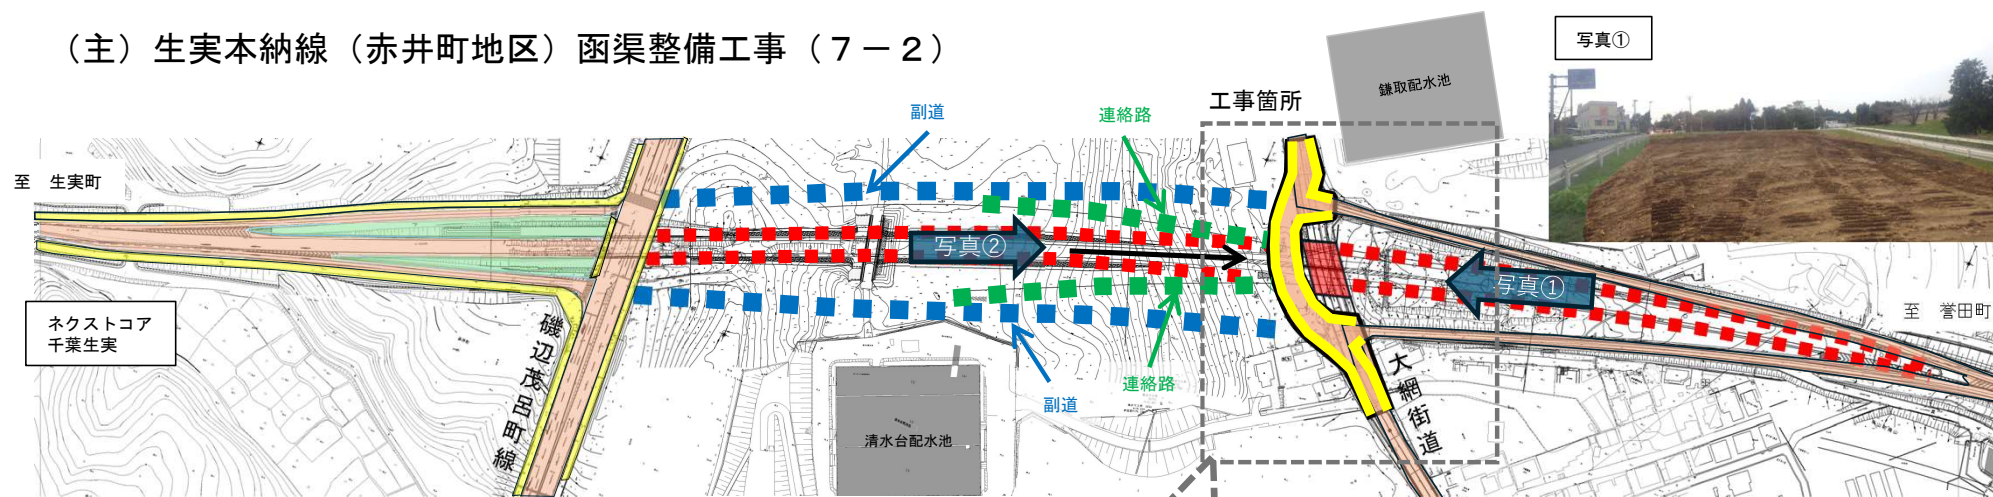 （主）生実本納線（赤井町地区）函渠整備工事（７－２）
写真①
鎌取配水池
工事箇所
副道
連絡路
至　生実町
写真②
写真①
至　誉田町
ネクストコア
千葉生実
磯辺茂呂町線
大網街道
連絡路
副道
清水台配水池